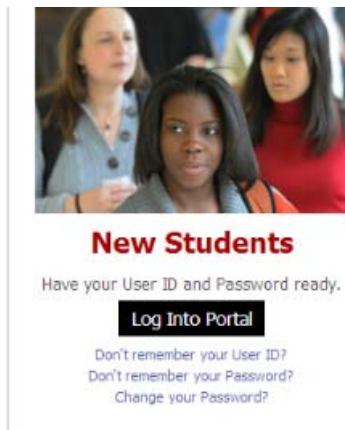 New Students
Have your User ID and Password ready.
Log Into Portal
Don't remember your User ID?
Don't remember your Password?
Change your Password?